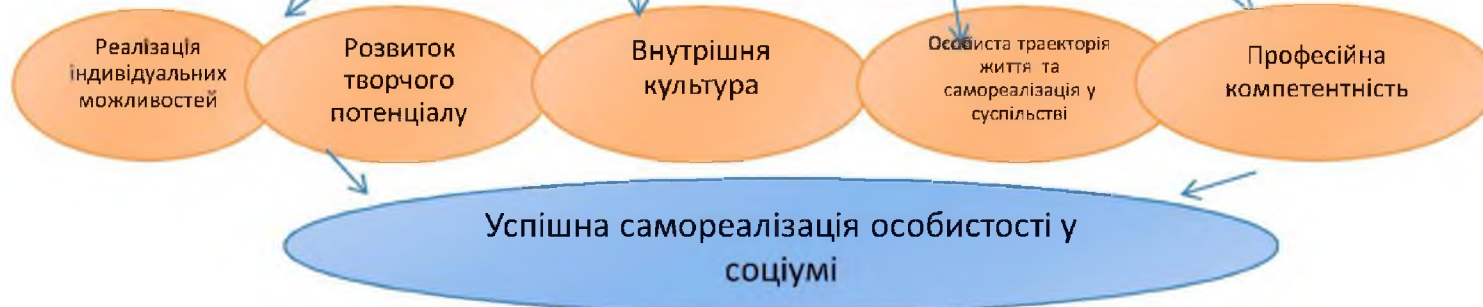 Реалізація
індивідуальних
можливостей
Розвиток
творчого
потенціалу
Внутрішня
культура
Особиста траекторія
життя та
самореалізація у
суспільстві
Професійна
компетентність
Успішна самореалізація особистості у
соціумі